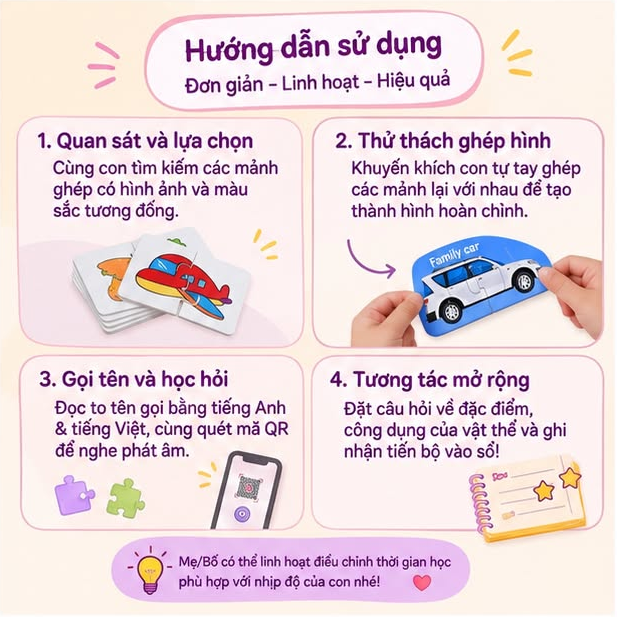 Hướng dẫn sử dụng
Đơn giản – Linh hoạt – Hiệu quả
1. Quan sát và lựa chọn
Cùng con tìm kiếm các mảnh
ghép có hình ảnh và màu
sắc tương đồng.
2. Thử thách ghép hình
Khuyến khích con tự tay ghép
các mảnh lại với nhau để tạo
thành hình hoàn chỉnh.
Family car
3. Gọi tên và học hỏi
Đọc to tên gọi bằng tiếng Anh
& tiếng Việt, cùng quét mã QR
để nghe phát âm.
4. Tương tác mở rộng
Đặt câu hỏi về đặc điểm,
công dụng của vật thể và ghi
nhận tiến bộ vào sổ!
Mẹ/Bố có thể linh hoạt điều chỉnh thời gian học
phù hợp với nhịp độ của con nhé!